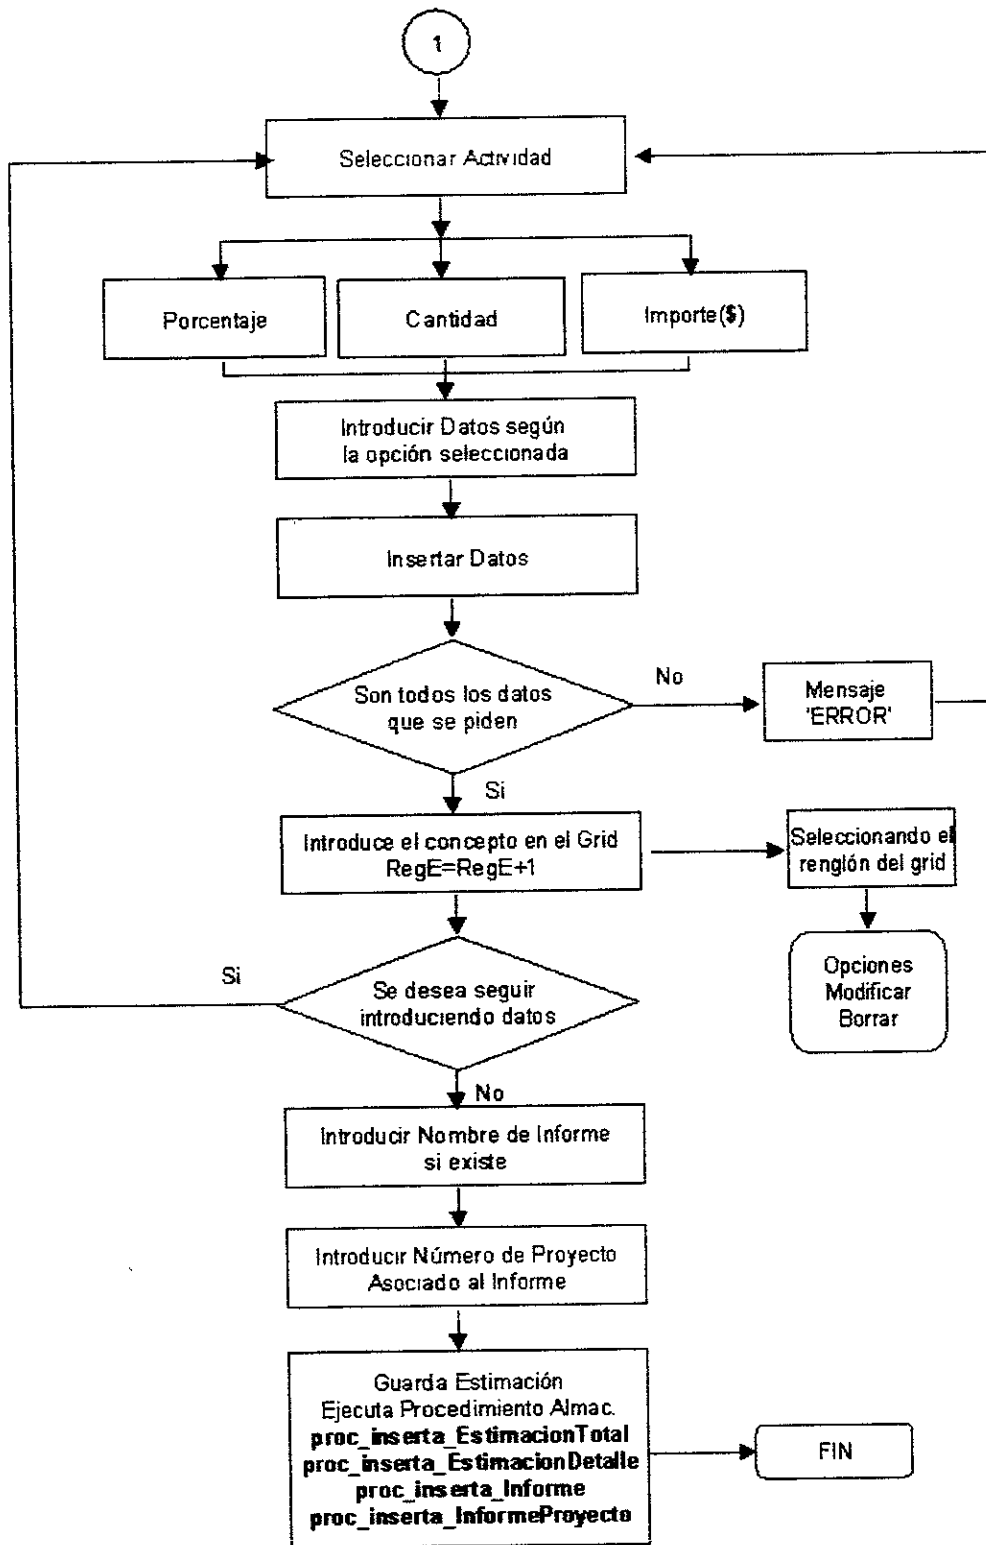 1
Seleccionar Actividad
Porcentaje
Cantidad
Importe($)
Introducir Datos según
la opción seleccionada
Insertar Datos
Son todos los datos
que se piden
No
Mensaje
'ERROR'
Si
Introduce el concepto en el Grid
RegE=RegE+1
Seleccionando el
renglón del grid
Opciones
Modificar
Borrar
Si
Se desea seguir
introduciendo datos
No
Introducir Nombre de Informe
si existe
Introducir Número de Proyecto
Asociado al Informe
Guarda Estimación
Ejecuta Procedimiento Almac.
proc_inserta_EstimacionTotal
proc_inserta_EstimacionDetalle
proc_inserta_Informe
proc_inserta_InformeProyecto
FIN